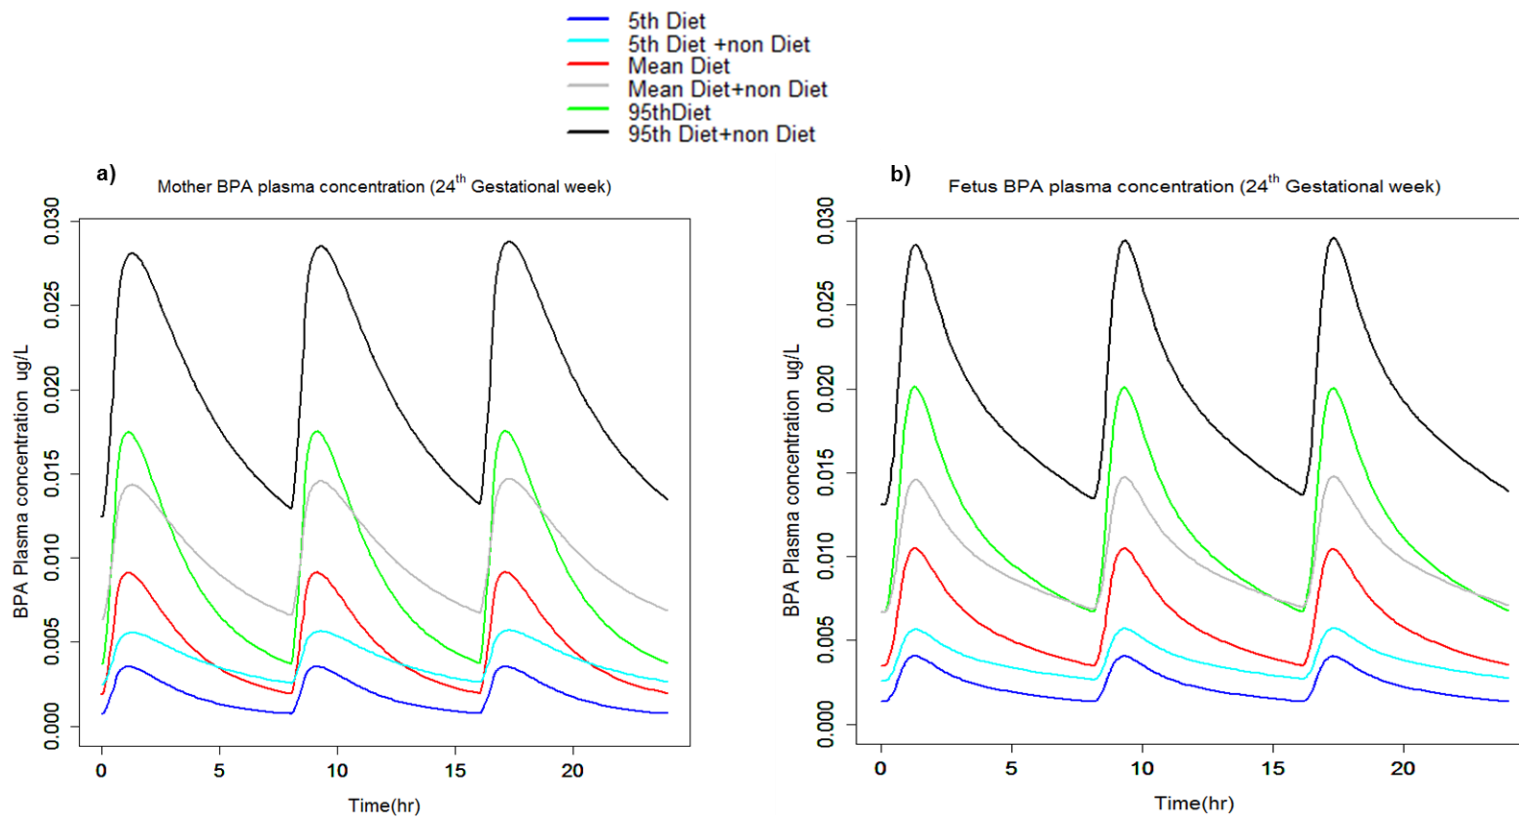 5th Diet
5th Diet +non Diet
Mean Diet
Mean Diet+non Diet
95thDiet
95th Diet+non Diet
a)
Mother BPA plasma concentration (24th Gestational week)
BPA Plasma concentration ug/L
0.030
0.025
0.020
0.015
0.010
0.005
0.000
0
5
10
15
20
Time(hr)
b)
Fetus BPA plasma concentration (24th Gestational week)
BPA Plasma concentration ug/L
0.030
0.025
0.020
0.015
0.010
0.005
0.000
0
5
10
15
20
Time(hr)